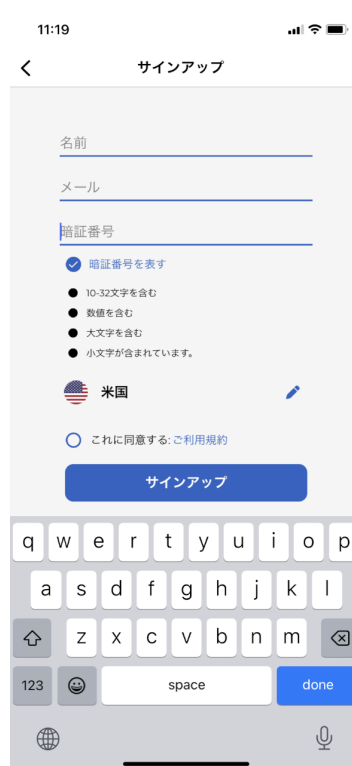 11:19
サインアップ
名前
メール
暗証番号
暗証番号を表す
10-32文字を含む
数値を含む
大文字を含む
小文字が含まれています。
米国
これに同意する: ご利用規約
サインアップ
q w e r t y u i o p
a s d f g h j k l
z x c v b n m
123 space done